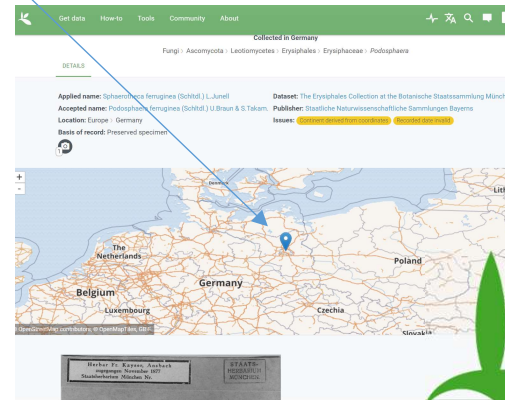 Get data How-to Tools Community About
Collected in Germany
Fungi › Ascomycota › Leotiomycetes › Erysiphales › Erysiphaceae › Podosphaera
DETAILS
Applied name: Sphaerotheca ferruginea (Schltdl.) L.Junell
Accepted name: Podosphaera ferruginea (Schltdl.) U.Braun & S.Takam.
Location: Europe › Germany
Basis of record: Preserved specimen
1
Dataset: The Erysiphales Collection at the Botanische Staatssammlung Münch
Publisher: Staatliche Naturwissenschaftliche Sammlungen Bayerns
Issues: Continent derived from coordinates Recorded date invalid
+
-
Denmark
Lith
The
Netherlands
Poland
Germany
Belgium
Luxembourg
Czechia
Slovakia
OpenStreetMap contributors, © OpenMapTiles, GBIF.
Herbar Fr. Kayser, Ansbach
eingegangen November 1977
Staatsherbarium München Nr.
STAATS-
HERBARIUM
MÜNCHEN